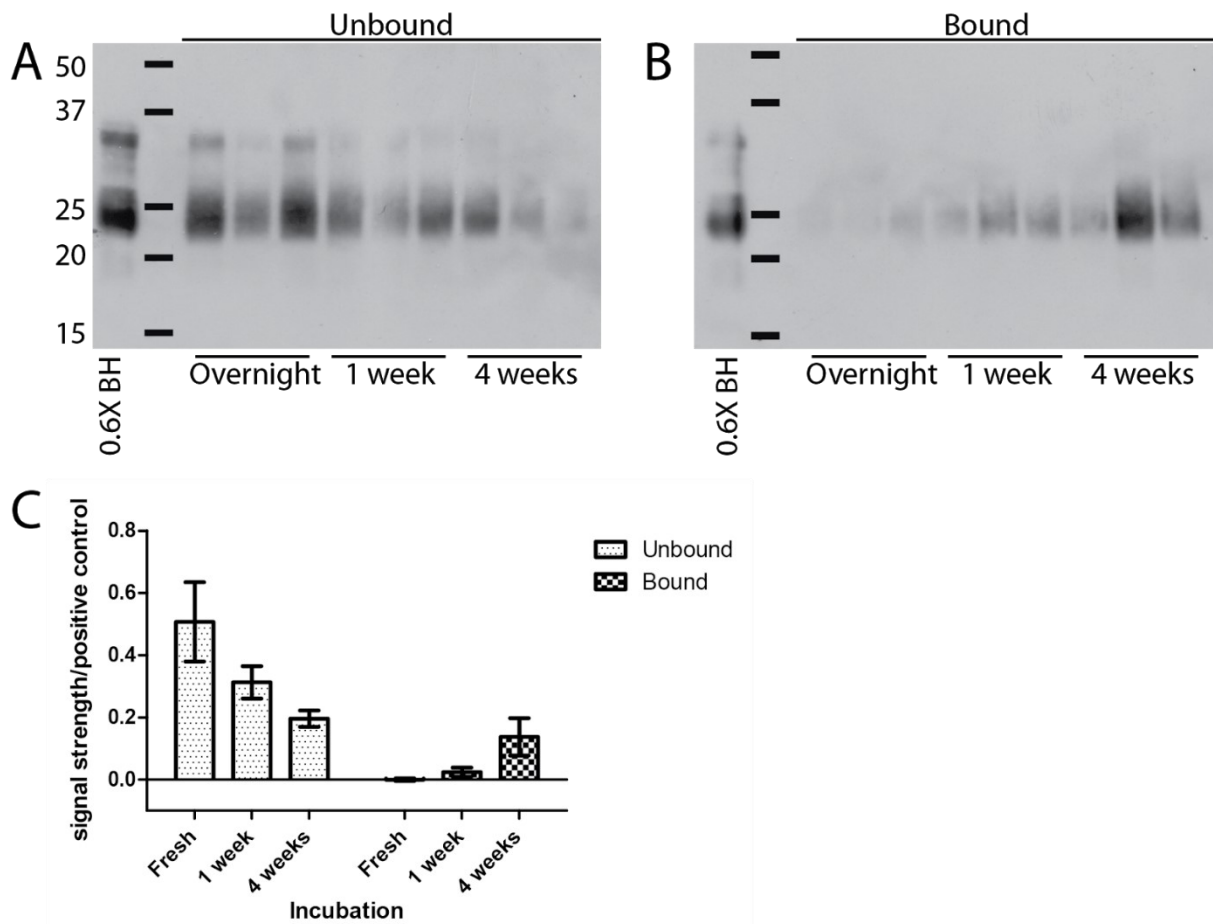 Unbound
Bound
A
B
50
37
25
20
15
Overnight 1 week 4 weeks
Overnight 1 week 4 weeks
0.6X BH
0.6X BH
C
signal strength/positive control
0.8
0.6
0.4
0.2
0.0
Unbound
Bound
Fresh 1 week 4 weeks Fresh 1 week 4 weeks
Incubation